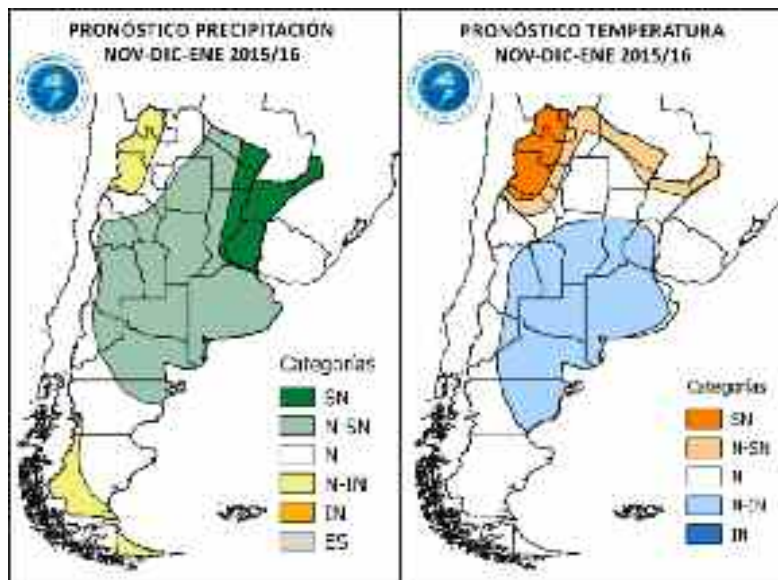 PRONÓSTICO PRECIPITACIÓN
NOV-DIC-ENE 2015/16
Categorías
SN
N-SN
N
N-IN
IN
ES
PRONÓSTICO TEMPERATURA
NOV-DIC-ENE 2015/16
Categorías
SN
N-SN
N
N-IN
IN